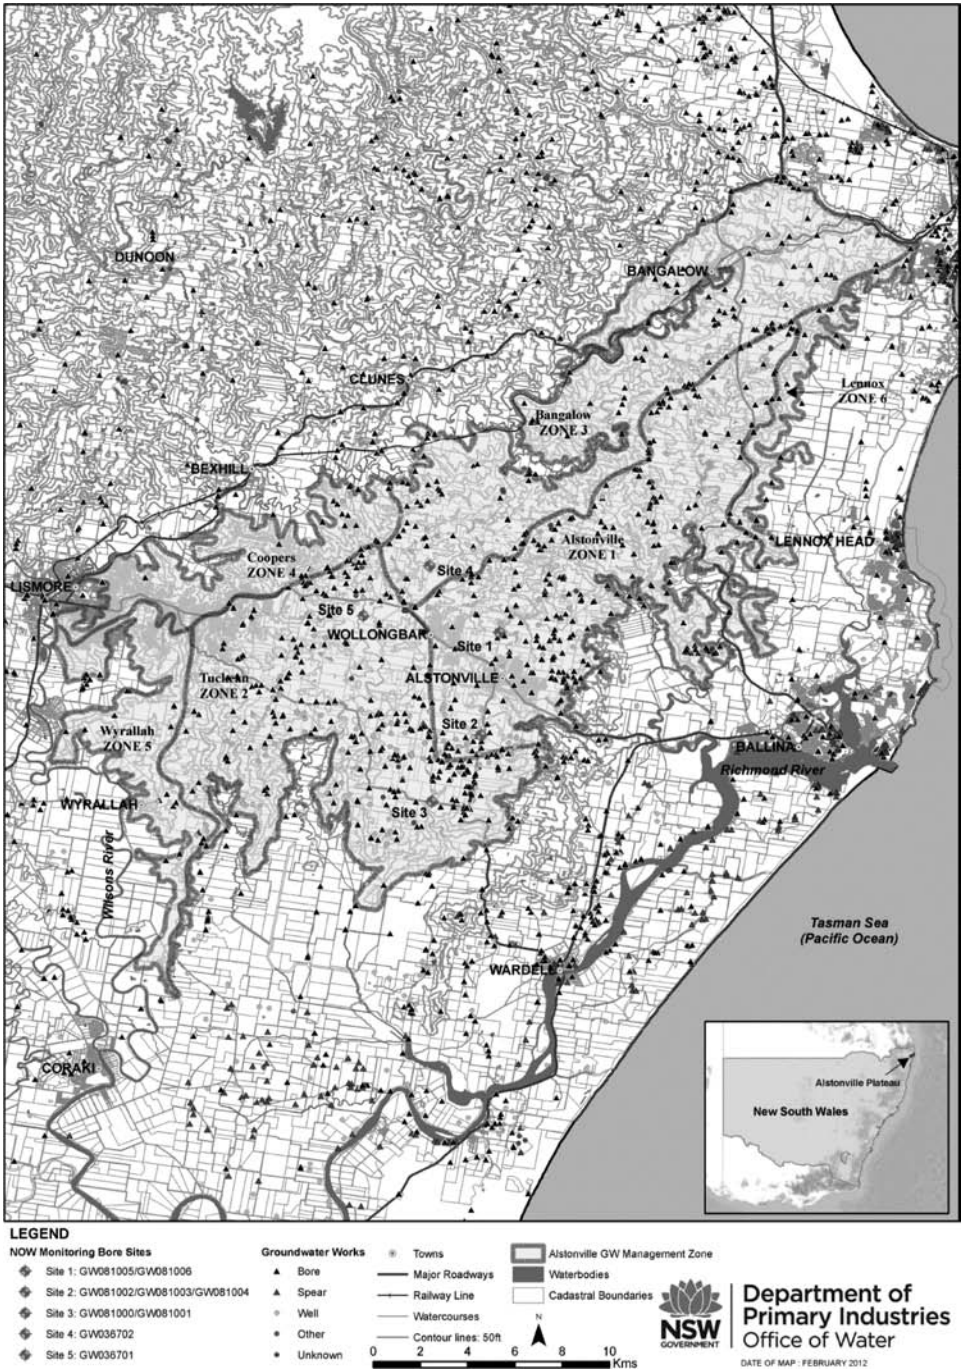 DUNOON
BANGALOW
CLUNES
Lennox
ZONE 6
Bangalow
ZONE 3
BEXHILL
LENNOX HEAD
Alstonville
ZONE 1
Coopers
ZONE 4
Site 4
LISMORE
Site 5
WOLLONGBAR
Site 1
ALSTONVILLE
Tuckean
ZONE 2
Site 2
Wyrallah
ZONE 5
BALLINA
Richmond River
WYRALLAH
Site 3
Wilsons River
Tasman Sea
(Pacific Ocean)
WARDELL
CORAKI
Alstonville Plateau
New South Wales
LEGEND
NOW Monitoring Bore Sites
Site 1: GW081005/GW081006
Site 2: GW081002/GW081003/GW081004
Site 3: GW081000/GW081001
Site 4: GW036702
Site 5: GW036701
Groundwater Works
Bore
Spear
Well
Other
Unknown
Towns
Major Roadways
Railway Line
Watercourses
Contour lines: 50ft
Alstonville GW Management Zone
Waterbodies
Cadastral Boundaries
N
0 2 4 6 8 10
Kms
NSW
GOVERNMENT
Department of
Primary Industries
Office of Water
DATE OF MAP : FEBRUARY 2012